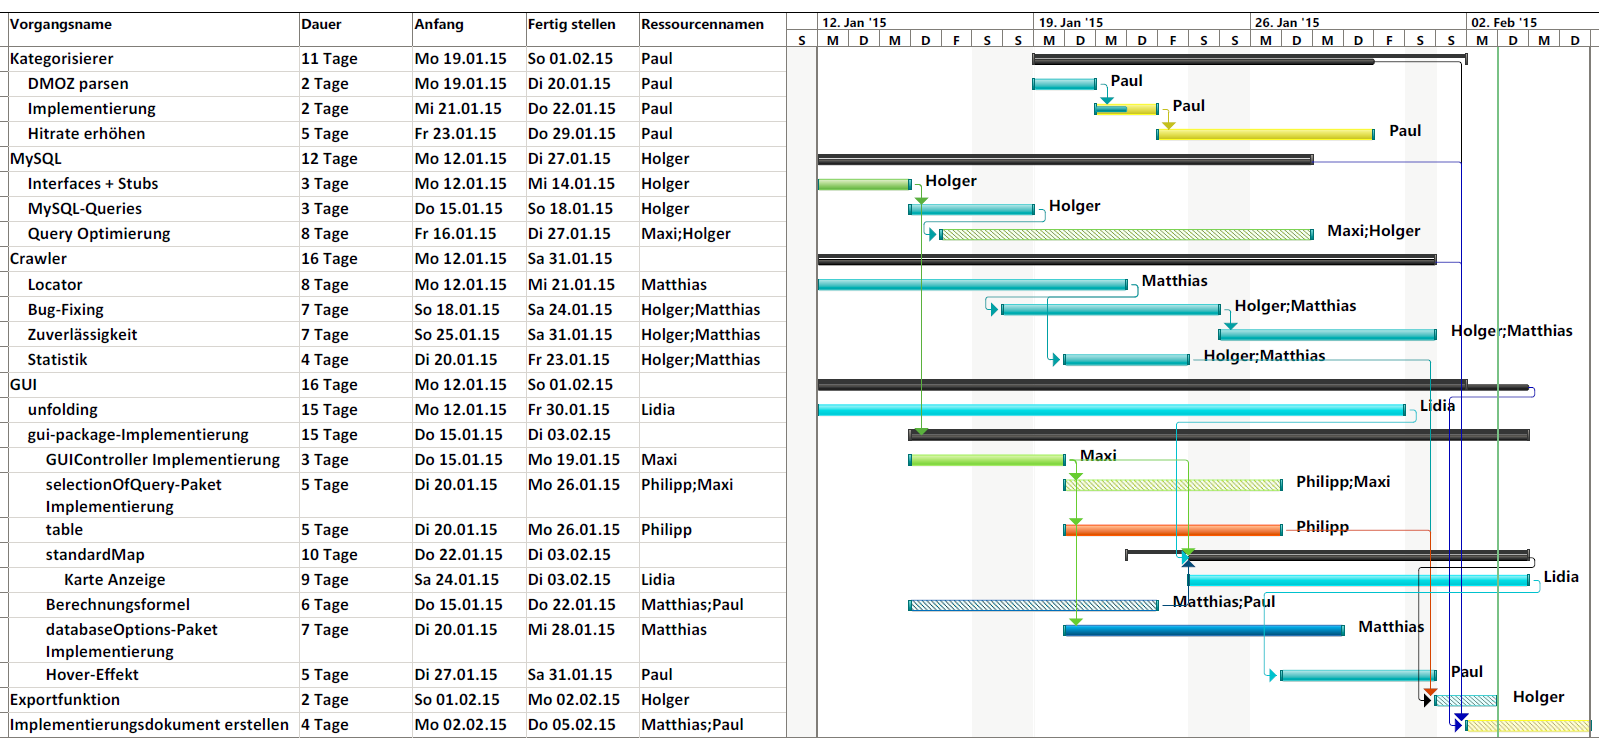 Vorgangsname Dauer Anfang Fertig stellen Ressourcennamen 12. Jan '15 19. Jan '15 26. Jan '15 02. Feb '15
S M D M D F S S M D M D F S S M D M D F S S M D M D
Kategorisierer 11 Tage Mo 19.01.15 So 01.02.15 Paul
DMOZ parsen 2 Tage Mo 19.01.15 Di 20.01.15 Paul Paul
Implementierung 2 Tage Mi 21.01.15 Do 22.01.15 Paul Paul
Hitrate erhöhen 5 Tage Fr 23.01.15 Do 29.01.15 Paul Paul
MySQL 12 Tage Mo 12.01.15 Di 27.01.15 Holger
Interfaces + Stubs 3 Tage Mo 12.01.15 Mi 14.01.15 Holger Holger
MySQL-Queries 3 Tage Do 15.01.15 So 18.01.15 Holger Holger
Query Optimierung 8 Tage Fr 16.01.15 Di 27.01.15 Maxi;Holger Maxi;Holger
Crawler 16 Tage Mo 12.01.15 Sa 31.01.15
Locator 8 Tage Mo 12.01.15 Mi 21.01.15 Matthias Matthias
Bug-Fixing 7 Tage So 18.01.15 Sa 24.01.15 Holger;Matthias Holger;Matthias
Zuverlässigkeit 7 Tage So 25.01.15 Sa 31.01.15 Holger;Matthias Holger;Matthias
Statistik 4 Tage Di 20.01.15 Fr 23.01.15 Holger;Matthias Holger;Matthias
GUI 16 Tage Mo 12.01.15 So 01.02.15
unfolding 15 Tage Mo 12.01.15 Fr 30.01.15 Lidia Lidia
gui-package-Implementierung 15 Tage Do 15.01.15 Di 03.02.15
GUIController Implementierung 3 Tage Do 15.01.15 Mo 19.01.15 Maxi Maxi
selectionOfQuery-Paket 5 Tage Di 20.01.15 Mo 26.01.15 Philipp;Maxi Philipp;Maxi
Implementierung
table 5 Tage Di 20.01.15 Mo 26.01.15 Philipp Philipp
standardMap 10 Tage Do 22.01.15 Di 03.02.15
Karte Anzeige 9 Tage Sa 24.01.15 Di 03.02.15 Lidia Lidia
Berechnungsformel 6 Tage Do 15.01.15 Do 22.01.15 Matthias;Paul Matthias;Paul
databaseOptions-Paket 7 Tage Di 20.01.15 Mi 28.01.15 Matthias Matthias
Implementierung
Hover-Effekt 5 Tage Di 27.01.15 Sa 31.01.15 Paul Paul
Exportfunktion 2 Tage So 01.02.15 Mo 02.02.15 Holger Holger
Implementierungsdokument erstellen 4 Tage Mo 02.02.15 Do 05.02.15 Matthias;Paul